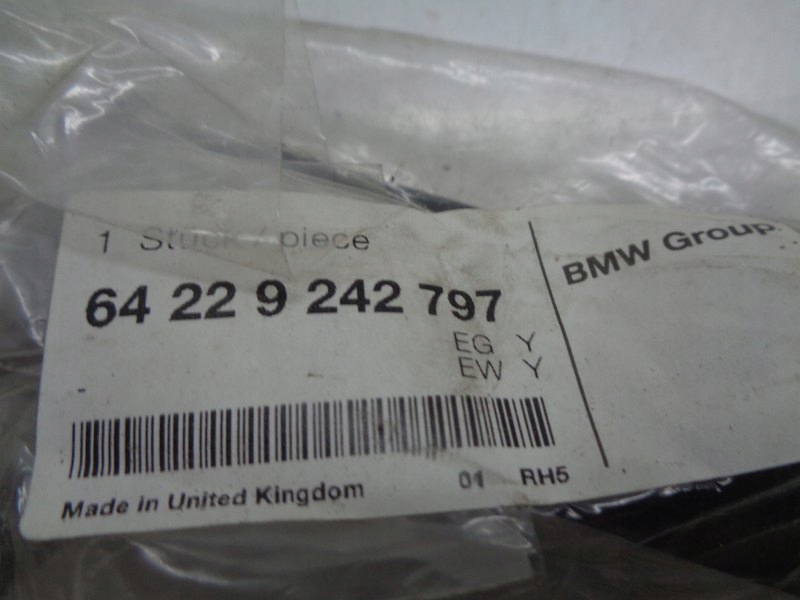 1 Stück / piece
64 22 9 242 797
EG Y
EW Y
01 RH5
Made in United Kingdom
BMW Group